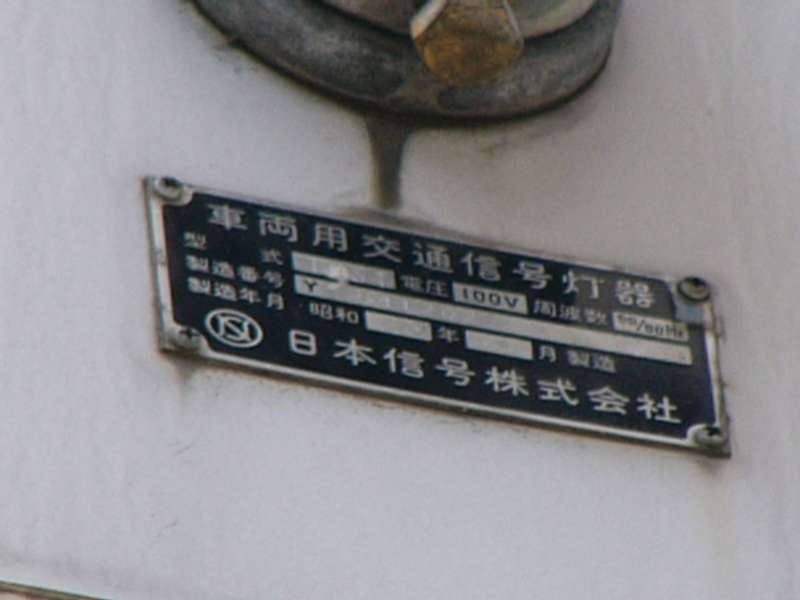 車両用交通信号灯器
型式 電圧 100V 周波数 50/60Hz
製造番号 Y
製造年月 昭和 年 月 製造
日本信号株式会社